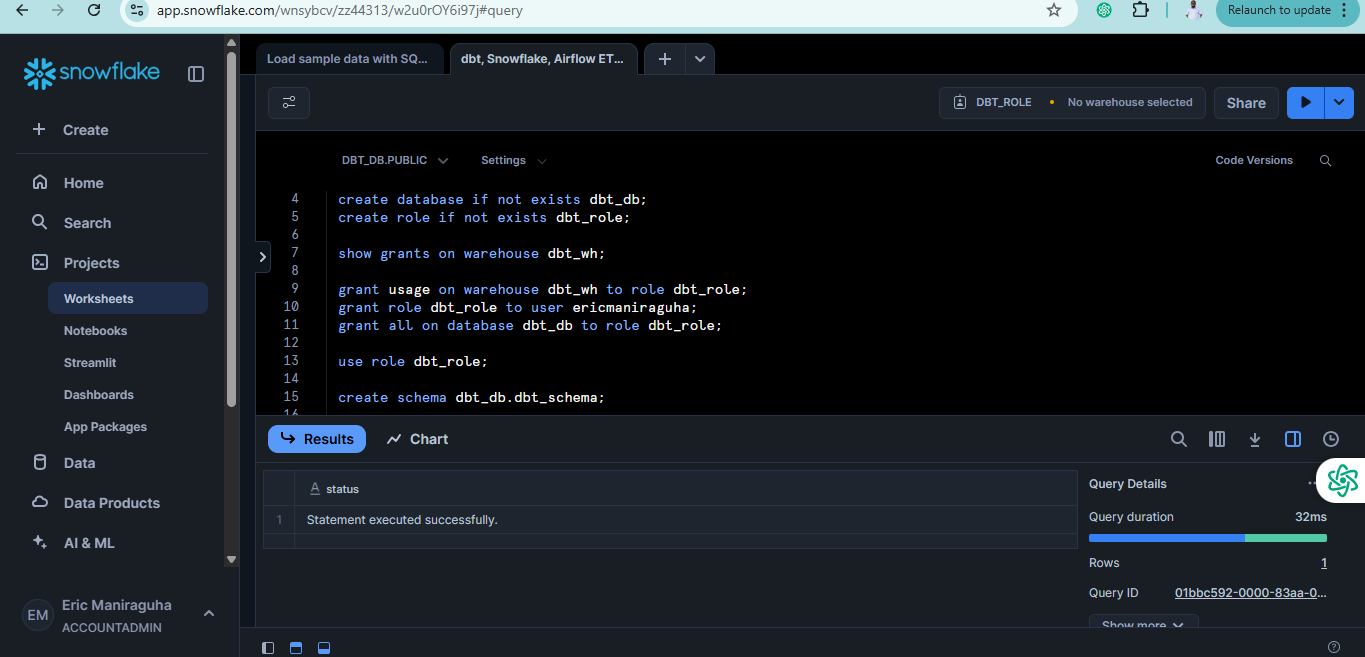 app.snowflake.com/wnsybcv/zz44313/w2u0rOY6i97j#query
Relaunch to update
snowflake
Load sample data with SQ...
dbt, Snowflake, Airflow ET...
DBT_ROLE • No warehouse selected
Share
Create
Home
Search
Projects
Worksheets
Notebooks
Streamlit
Dashboards
App Packages
Data
Data Products
AI & ML
EM
Eric Maniraguha
ACCOUNTADMIN
DBT_DB.PUBLIC
Settings
Code Versions
4 create database if not exists dbt_db;
5 create role if not exists dbt_role;
6
7 show grants on warehouse dbt_wh;
8
9 grant usage on warehouse dbt_wh to role dbt_role;
10 grant role dbt_role to user ericmaniraguha;
11 grant all on database dbt_db to role dbt_role;
12
13 use role dbt_role;
14
15 create schema dbt_db.dbt_schema;
16
Results
Chart
A status
1 Statement executed successfully.
Query Details
...
Query duration 32ms
Rows 1
Query ID 01bbc592-0000-83aa-0...
Show more